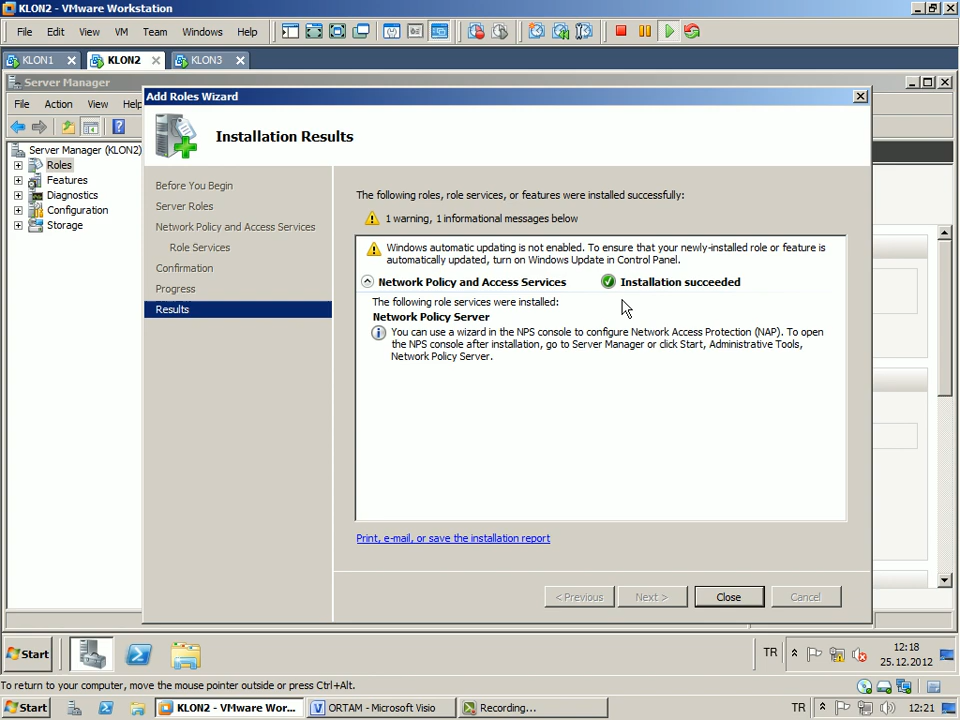 KLON2 - VMware Workstation
File Edit View VM Team Windows Help
KLON1 KLON2 KLON3
Server Manager
File Action View Help
Server Manager (KLON2)
Roles
Features
Diagnostics
Configuration
Storage
Add Roles Wizard
Installation Results
Before You Begin
Server Roles
Network Policy and Access Services
Role Services
Confirmation
Progress
Results
The following roles, role services, or features were installed successfully:
1 warning, 1 informational messages below
Windows automatic updating is not enabled. To ensure that your newly-installed role or feature is
automatically updated, turn on Windows Update in Control Panel.
Network Policy and Access Services Installation succeeded
The following role services were installed:
Network Policy Server
You can use a wizard in the NPS console to configure Network Access Protection (NAP). To open
the NPS console after installation, go to Server Manager or click Start, Administrative Tools,
Network Policy Server.
Print, e-mail, or save the installation report
< Previous Next > Close Cancel
Start TR 12:18
25.12.2012
To return to your computer, move the mouse pointer outside or press Ctrl+Alt.
Start KLON2 - VMware Wor... ORTAM - Microsoft Visio Recording... TR 12:21